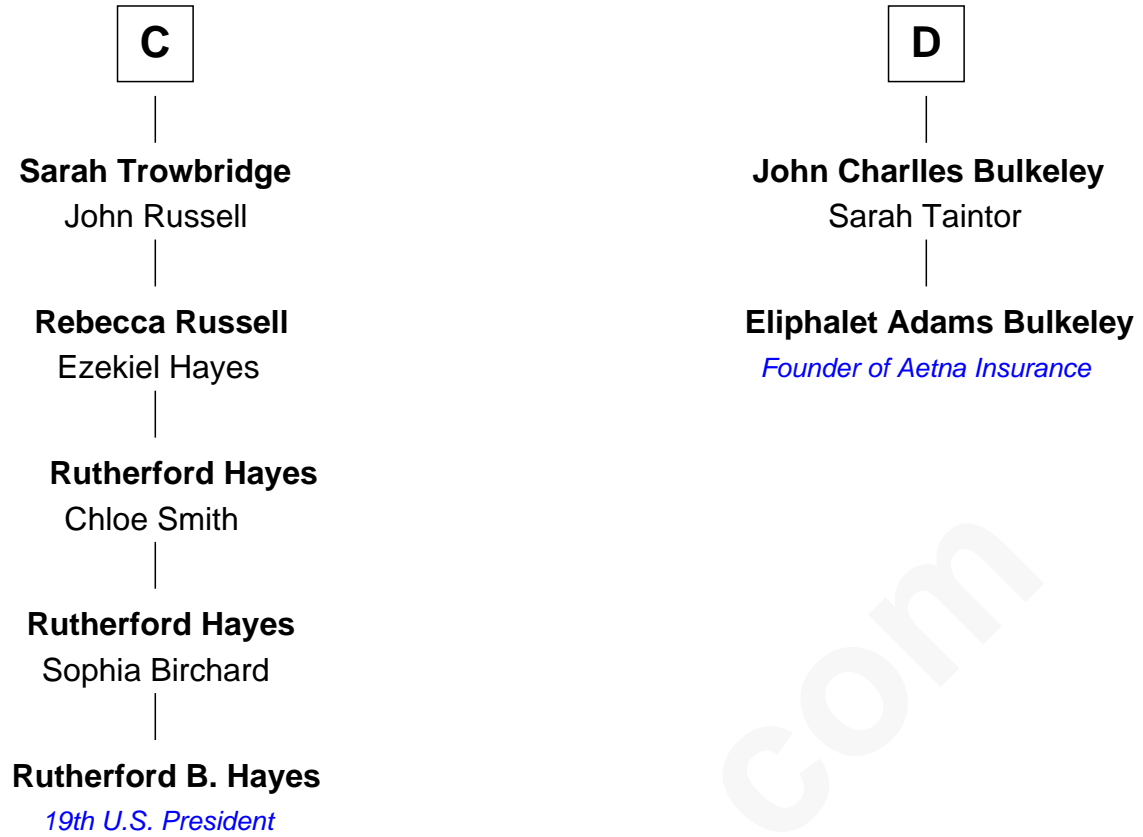 C
Sarah Trowbridge
John Russell
Rebecca Russell
Ezekiel Hayes
Rutherford Hayes
Chloe Smith
Rutherford Hayes
Sophia Birchard
Rutherford B. Hayes
19th U.S. President
D
John Charlles Bulkeley
Sarah Taintor
Eliphalet Adams Bulkeley
Founder of Aetna Insurance
com